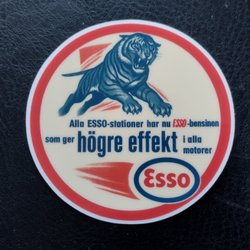 Alla ESSO-stationer har nu ESSO-bensinen
som ger högre effekt i alla motorer
Esso